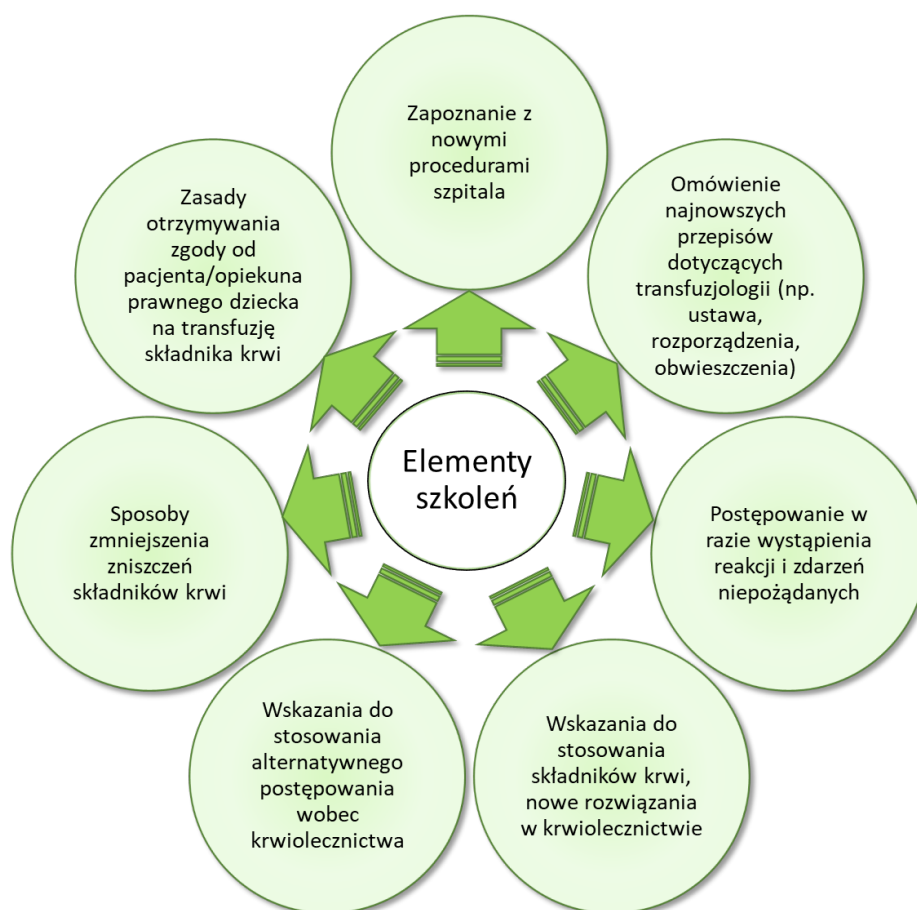 Zapoznanie z
nowymi
procedurami
szpitala
Omówienie
najnowszych
przepisów
dotyczących
transfuzjologii (np.
ustawa,
rozporządzenia,
obwieszczenia)
Postępowanie w
razie wystąpienia
reakcji i zdarzeń
niepożądanych
Wskazania do
stosowania
składników krwi,
nowe rozwiązania
w krwiolecznictwie
Wskazania do
stosowania
alternatywnego
postępowania
wobec
krwiolecznictwa
Sposoby
zmniejszenia
zniszczeń
składników krwi
Zasady
otrzymywania
zgody od
pacjenta/opiekuna
prawnego dziecka
na transfuzję
składnika krwi
Elementy
szkoleń